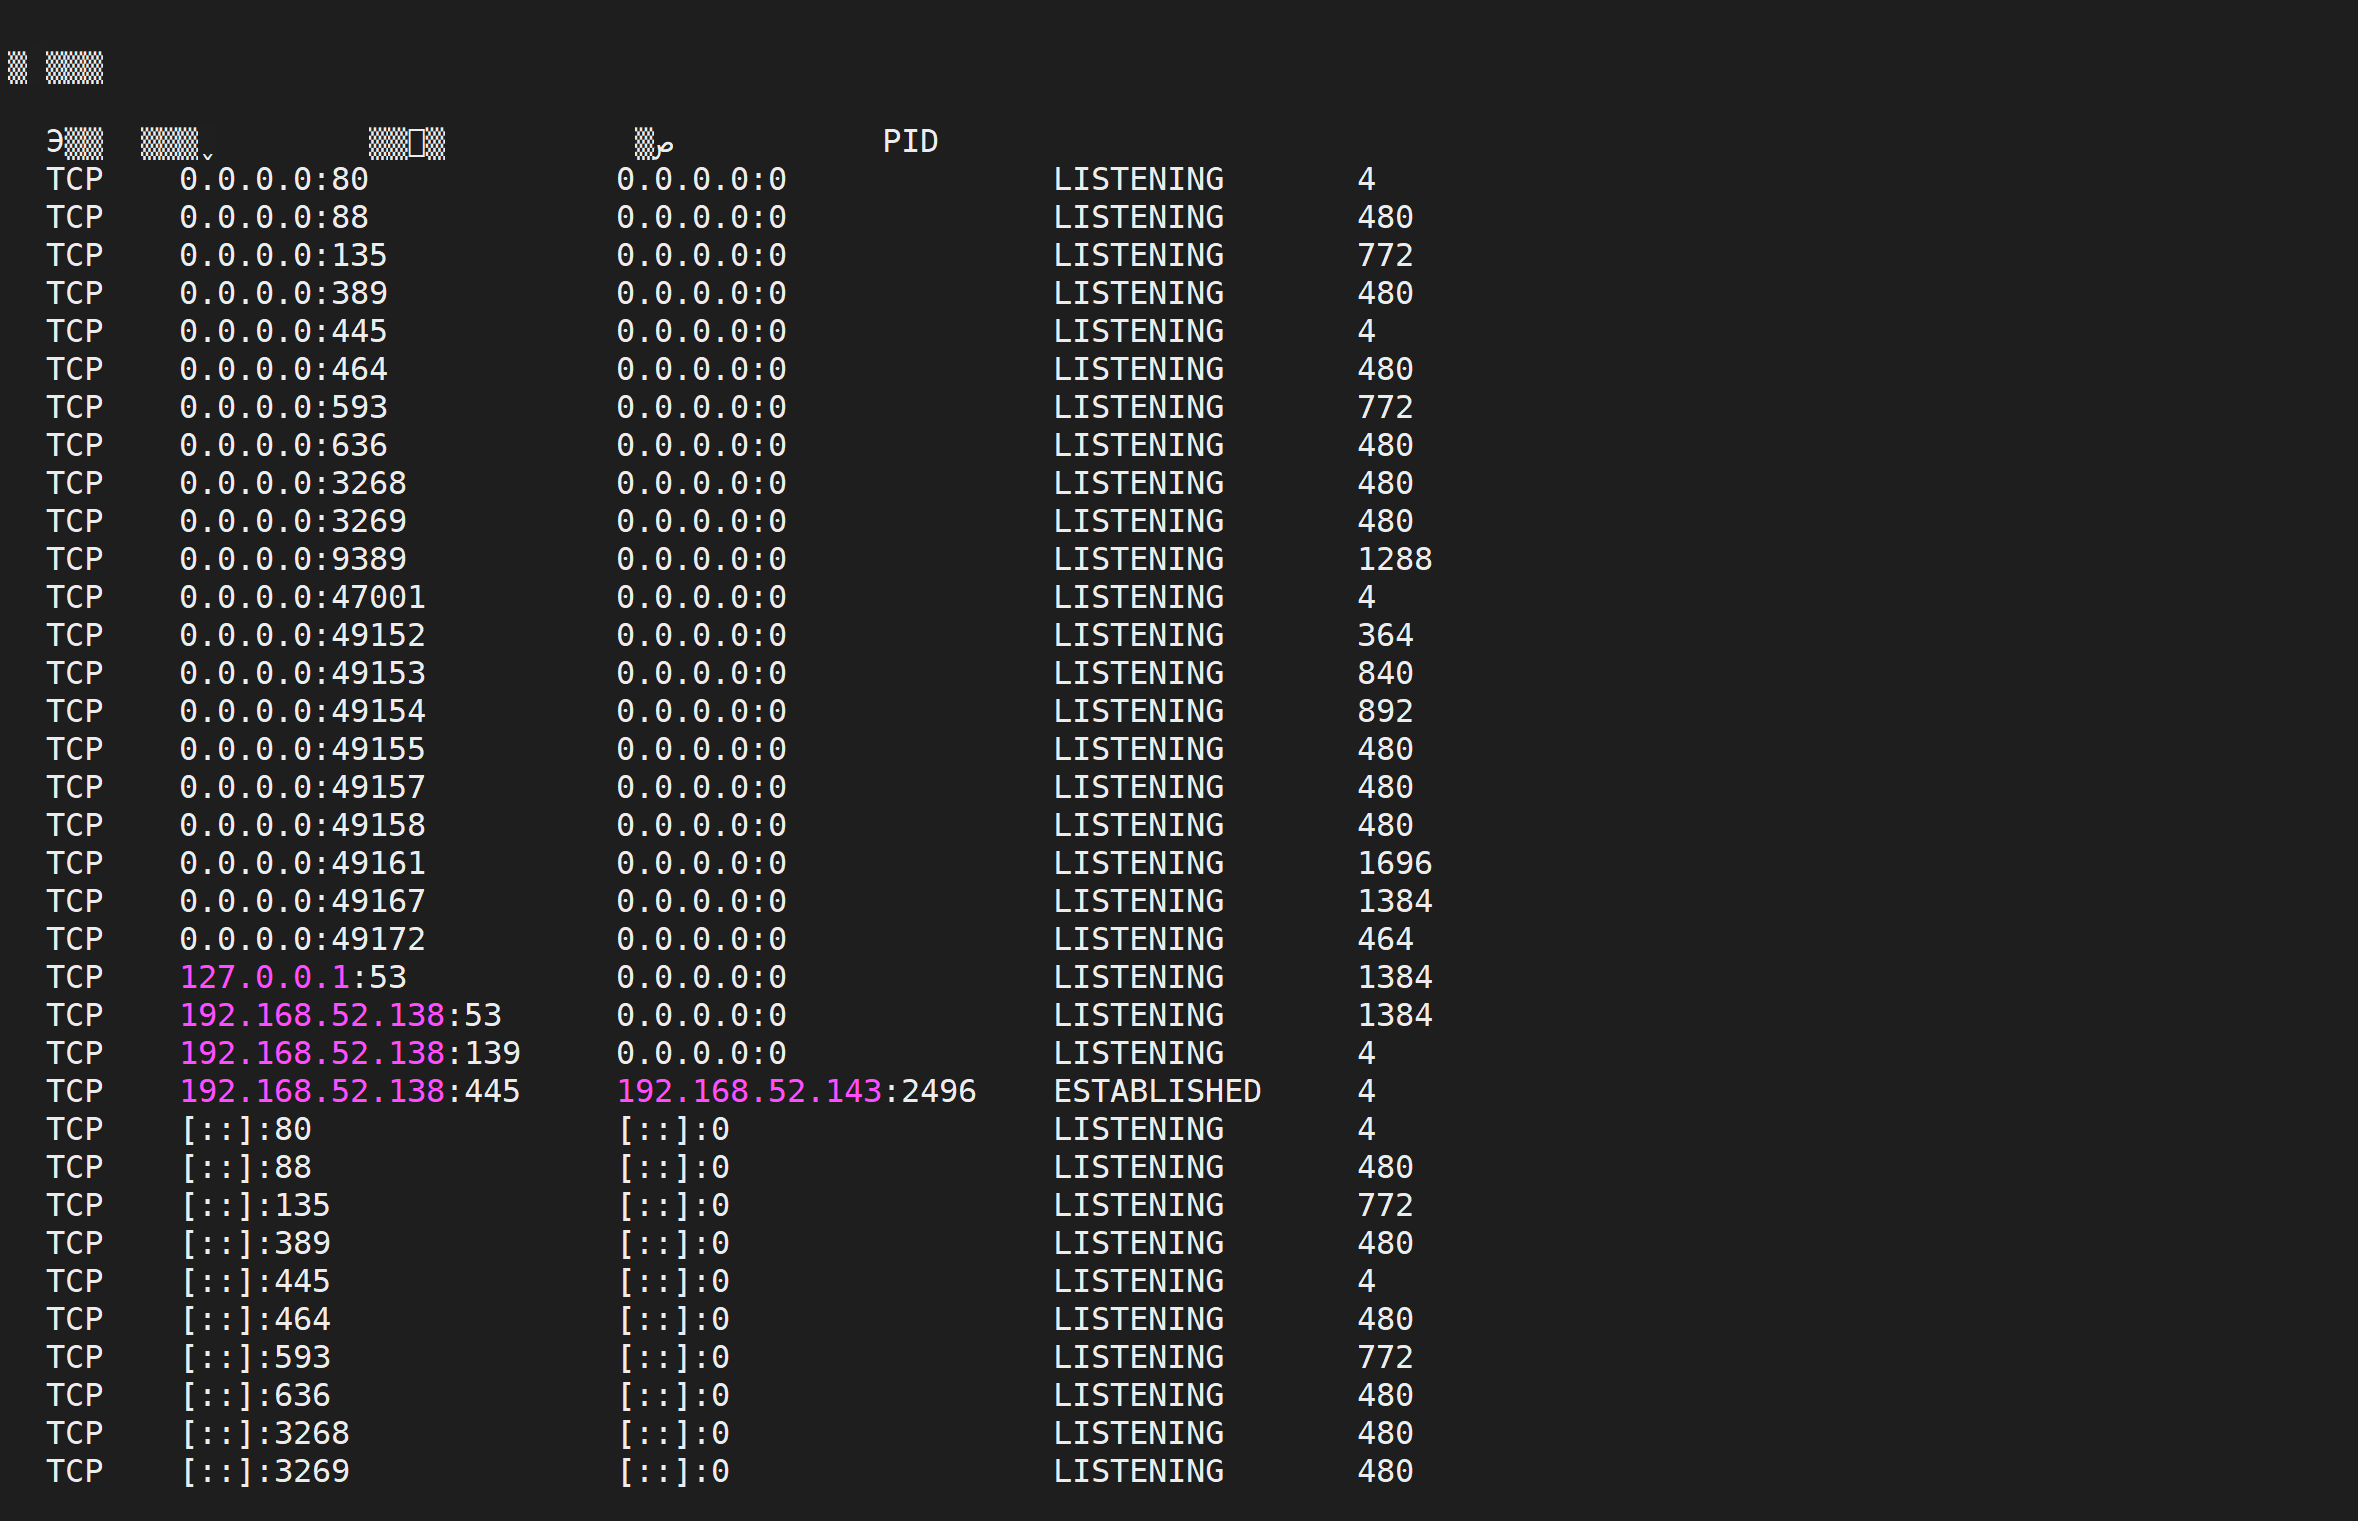 PID
TCP 0.0.0.0:80 0.0.0.0:0 LISTENING 4
TCP 0.0.0.0:88 0.0.0.0:0 LISTENING 480
TCP 0.0.0.0:135 0.0.0.0:0 LISTENING 772
TCP 0.0.0.0:389 0.0.0.0:0 LISTENING 480
TCP 0.0.0.0:445 0.0.0.0:0 LISTENING 4
TCP 0.0.0.0:464 0.0.0.0:0 LISTENING 480
TCP 0.0.0.0:593 0.0.0.0:0 LISTENING 772
TCP 0.0.0.0:636 0.0.0.0:0 LISTENING 480
TCP 0.0.0.0:3268 0.0.0.0:0 LISTENING 480
TCP 0.0.0.0:3269 0.0.0.0:0 LISTENING 480
TCP 0.0.0.0:9389 0.0.0.0:0 LISTENING 1288
TCP 0.0.0.0:47001 0.0.0.0:0 LISTENING 4
TCP 0.0.0.0:49152 0.0.0.0:0 LISTENING 364
TCP 0.0.0.0:49153 0.0.0.0:0 LISTENING 840
TCP 0.0.0.0:49154 0.0.0.0:0 LISTENING 892
TCP 0.0.0.0:49155 0.0.0.0:0 LISTENING 480
TCP 0.0.0.0:49157 0.0.0.0:0 LISTENING 480
TCP 0.0.0.0:49158 0.0.0.0:0 LISTENING 480
TCP 0.0.0.0:49161 0.0.0.0:0 LISTENING 1696
TCP 0.0.0.0:49167 0.0.0.0:0 LISTENING 1384
TCP 0.0.0.0:49172 0.0.0.0:0 LISTENING 464
TCP 127.0.0.1:53 0.0.0.0:0 LISTENING 1384
TCP 192.168.52.138:53 0.0.0.0:0 LISTENING 1384
TCP 192.168.52.138:139 0.0.0.0:0 LISTENING 4
TCP 192.168.52.138:445 192.168.52.143:2496 ESTABLISHED 4
TCP [::]:80 [::]:0 LISTENING 4
TCP [::]:88 [::]:0 LISTENING 480
TCP [::]:135 [::]:0 LISTENING 772
TCP [::]:389 [::]:0 LISTENING 480
TCP [::]:445 [::]:0 LISTENING 4
TCP [::]:464 [::]:0 LISTENING 480
TCP [::]:593 [::]:0 LISTENING 772
TCP [::]:636 [::]:0 LISTENING 480
TCP [::]:3268 [::]:0 LISTENING 480
TCP [::]:3269 [::]:0 LISTENING 480